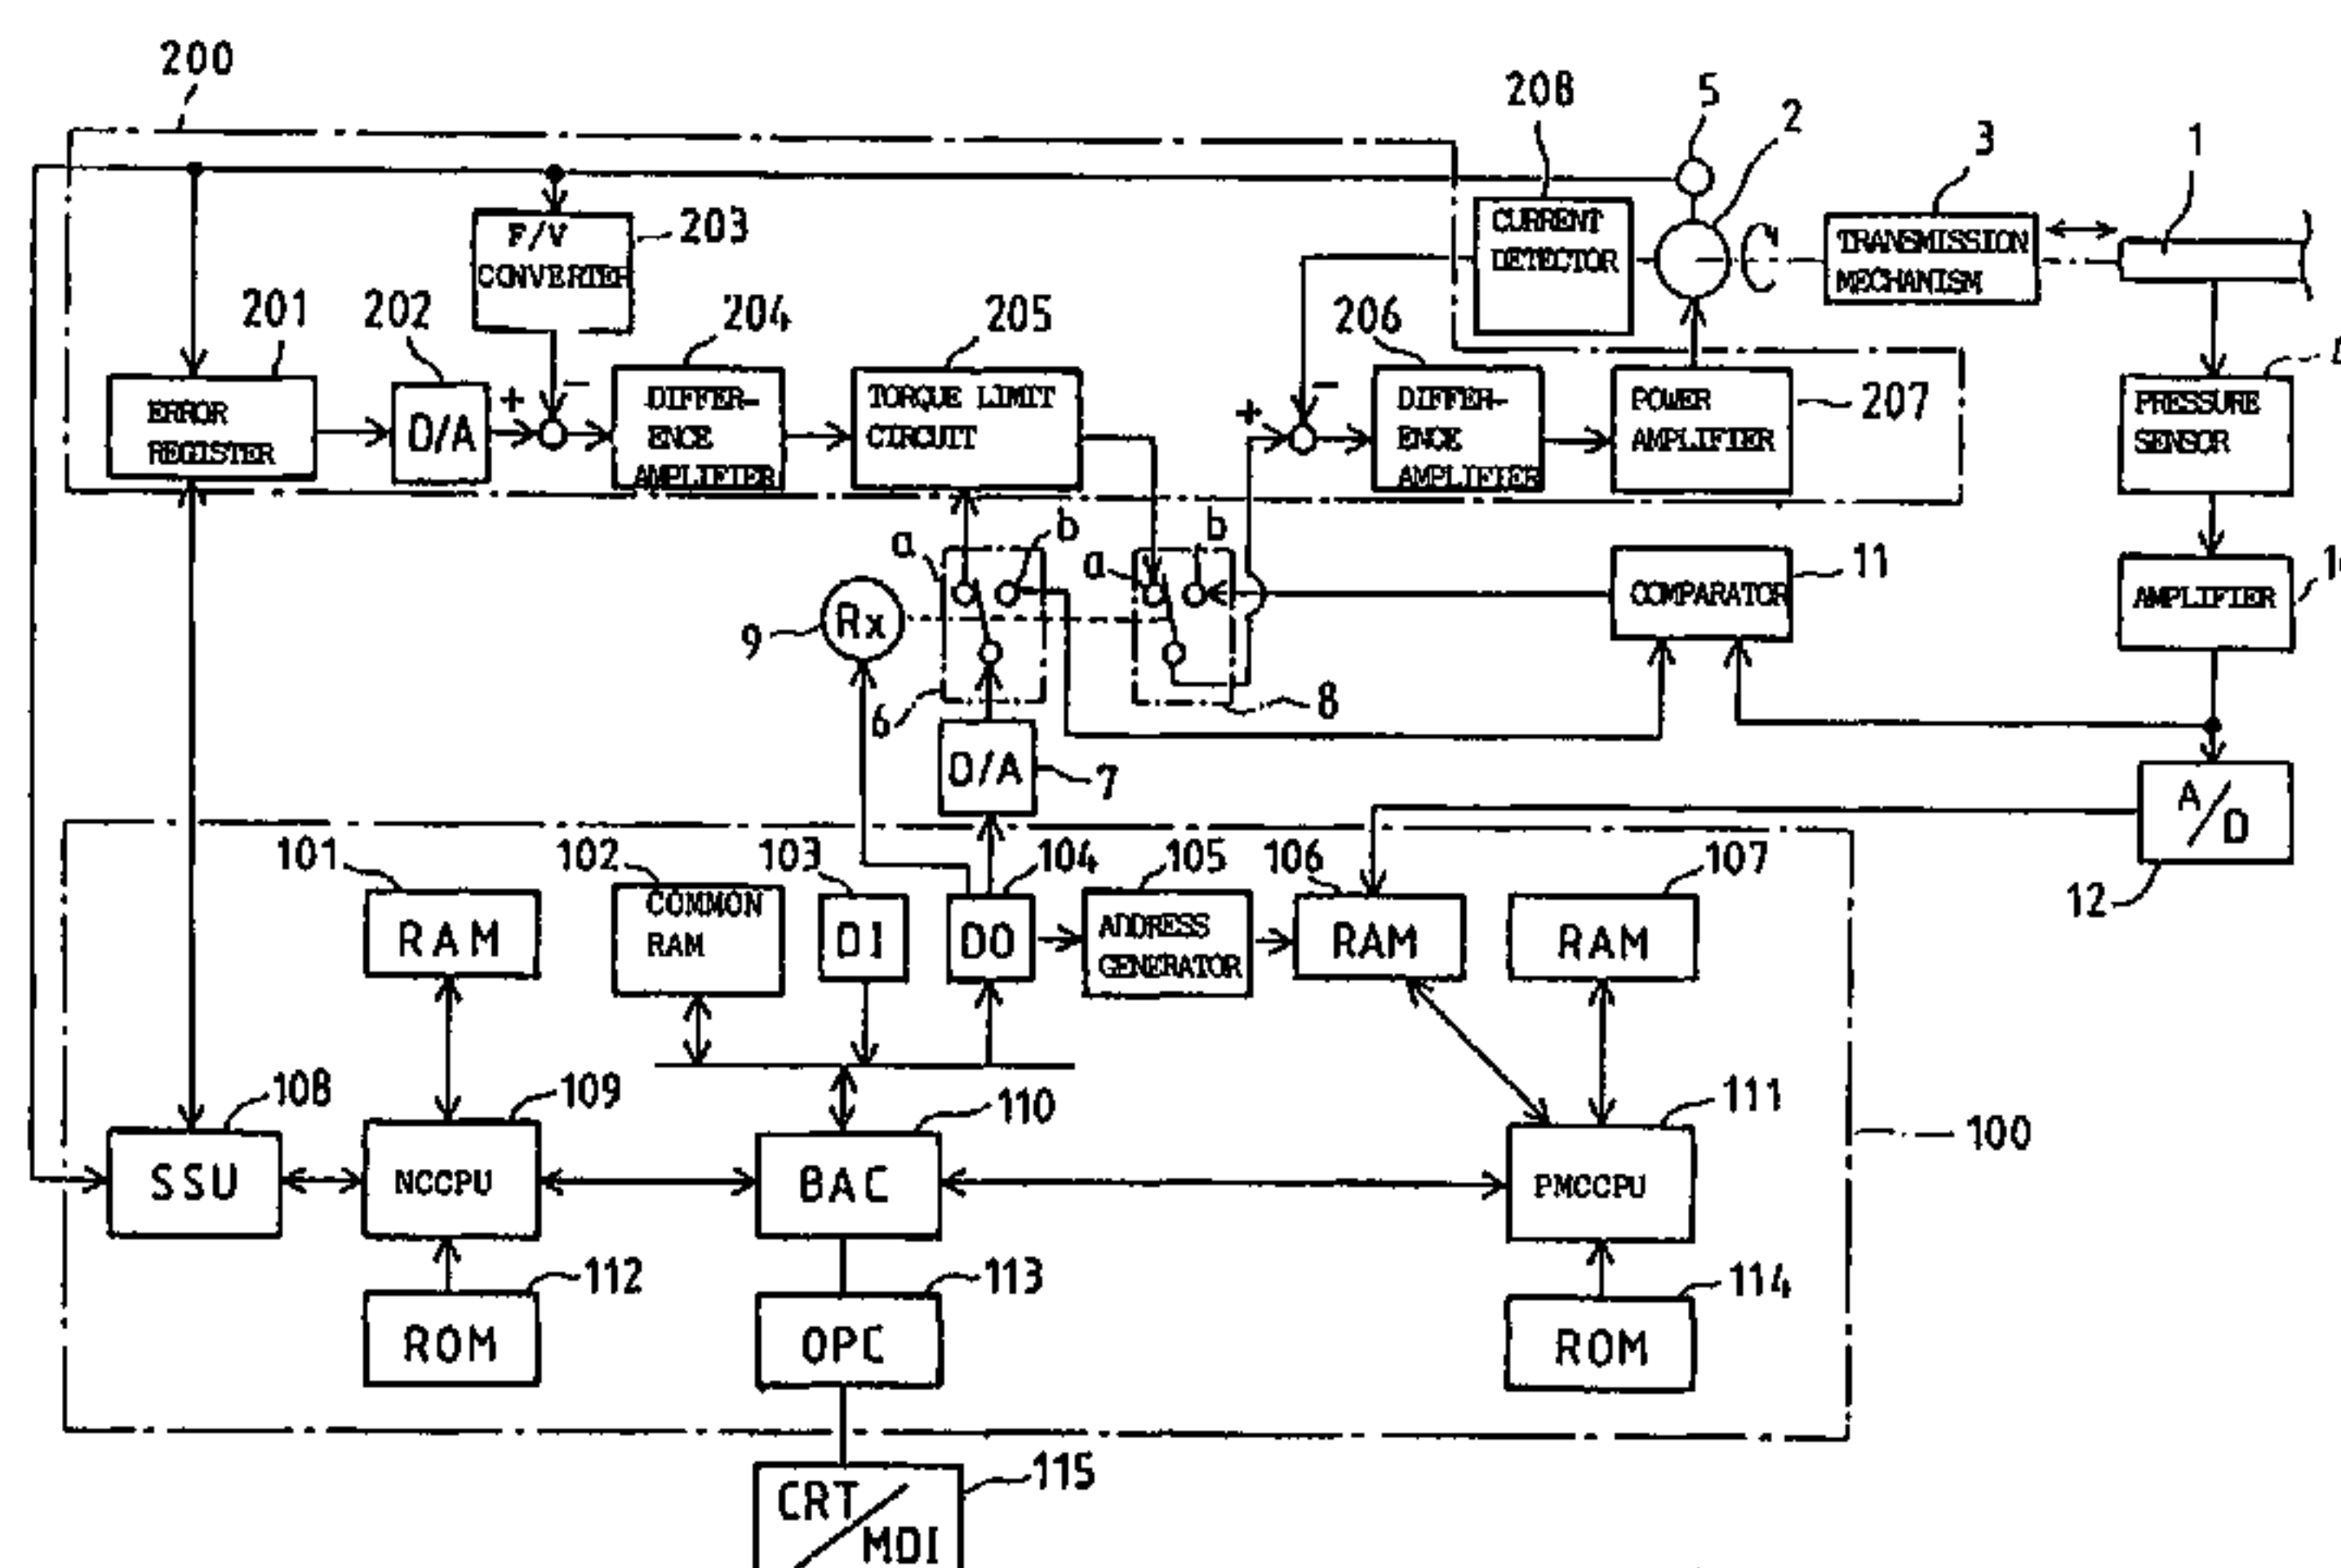 200
208
5
2
3
1
F/V
CONVERTER
203
CURRENT
DETECTOR
TRANSMISSION
MECHANISM
201
202
204
205
206
ERROR
REGISTER
D/A
+
−
DIFFER-
ENCE
AMPLIFIER
TORQUE LIMIT
CIRCUIT
+
−
DIFFER-
ENCE
AMPLIFIER
POWER
AMPLIFIER
207
PRESSURE
SENSOR
a
b
a
b
9
Rx
COMPARATOR
11
AMPLIFIER
6
8
D/A
7
A/D
12
101
102
103
104
105
106
107
RAM
COMMON
RAM
DI
DO
ADDRESS
GENERATOR
RAM
RAM
108
109
110
111
100
SSU
NCCPU
BAC
PMCCPU
112
113
114
ROM
OPC
ROM
115
CRT/MDI